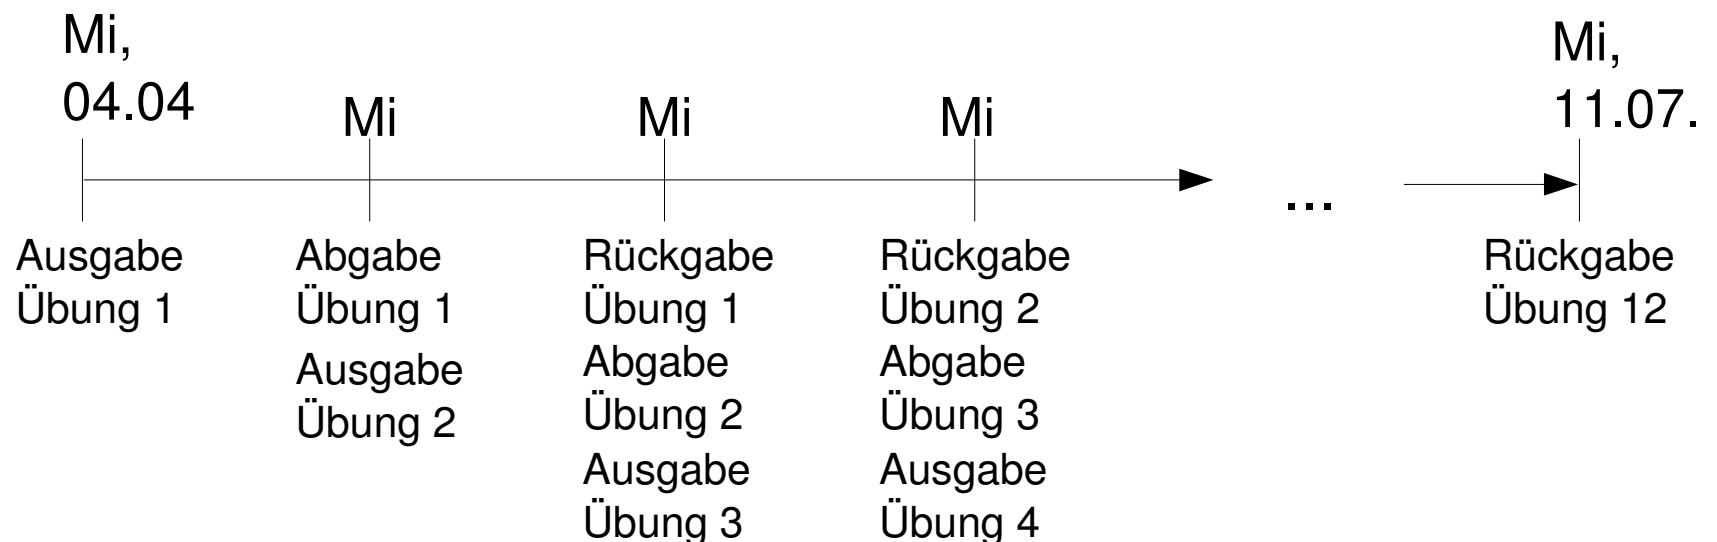 Mi,
04.04
Mi
Mi
Mi
...
Mi,
11.07.
Ausgabe
Übung 1
Abgabe
Übung 1
Ausgabe
Übung 2
Rückgabe
Übung 1
Abgabe
Übung 2
Ausgabe
Übung 3
Rückgabe
Übung 2
Abgabe
Übung 3
Ausgabe
Übung 4
Rückgabe
Übung 12